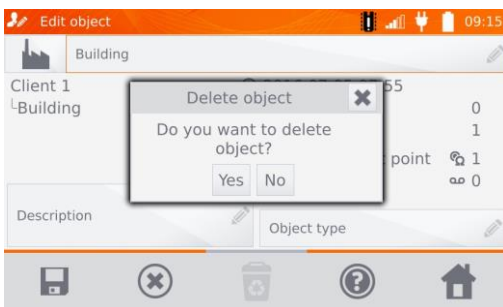 Edit object
09:15
Building
Client 1
Building
Delete object
Do you want to delete
object?
Yes No
0
1
point 1
0
Description
Object type